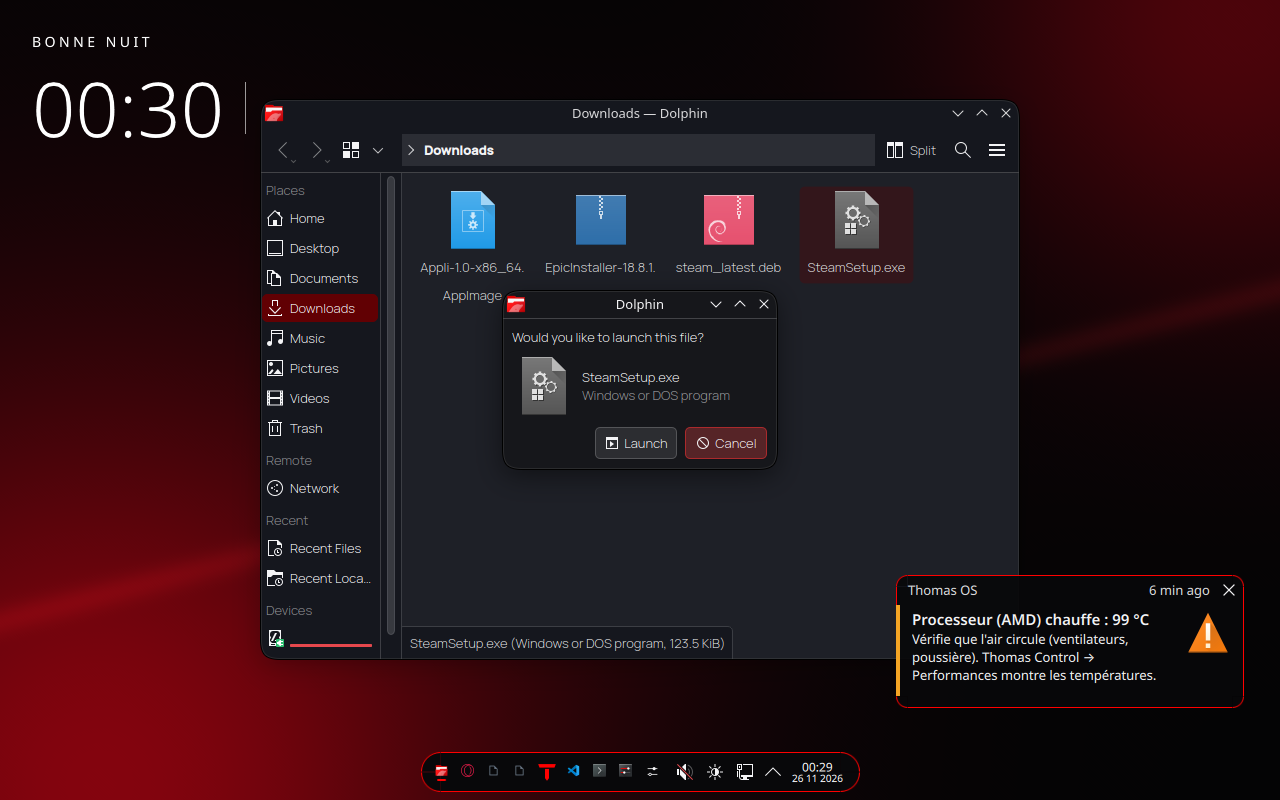 BONNE NUIT
00:30
Downloads — Dolphin
Downloads
Split
Places
Home
Desktop
Documents
Downloads
Music
Pictures
Videos
Trash
Remote
Network
Recent
Recent Files
Recent Loca...
Devices
Appli-1.0-x86_64.
AppImage
EpicInstaller-18.8.1.
steam_latest.deb
SteamSetup.exe
Dolphin
Would you like to launch this file?
SteamSetup.exe
Windows or DOS program
Launch
Cancel
SteamSetup.exe (Windows or DOS program, 123.5 KiB)
Thomas OS
6 min ago
Processeur (AMD) chauffe : 99 °C
Vérifie que l'air circule (ventilateurs,
poussière). Thomas Control →
Performances montre les températures.
00:29
26 11 2026